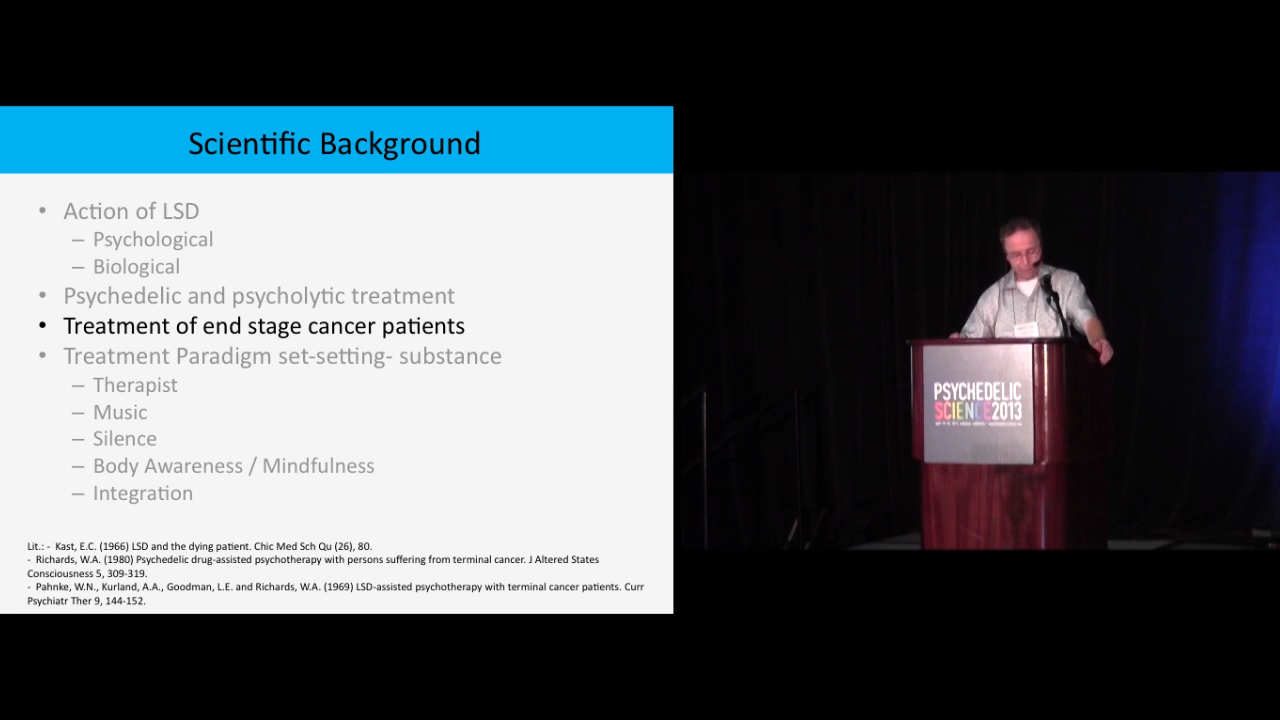 Scientific Background
• Action of LSD
– Psychological
– Biological
• Psychedelic and psycholytic treatment
• Treatment of end stage cancer patients
• Treatment Paradigm set-setting- substance
– Therapist
– Music
– Silence
– Body Awareness / Mindfulness
– Integration
Lit.: - Kast, E.C. (1966) LSD and the dying patient. Chic Med Sch Qu (26), 80.
- Richards, W.A. (1980) Psychedelic drug-assisted psychotherapy with persons suffering from terminal cancer. J Altered States
Consciousness 5, 309-319.
- Pahnke, W.N., Kurland, A.A., Goodman, L.E. and Richards, W.A. (1969) LSD-assisted psychotherapy with terminal cancer patients. Curr
Psychiatr Ther 9, 144-152.
PSYCHEDELIC
SCIENCE2013